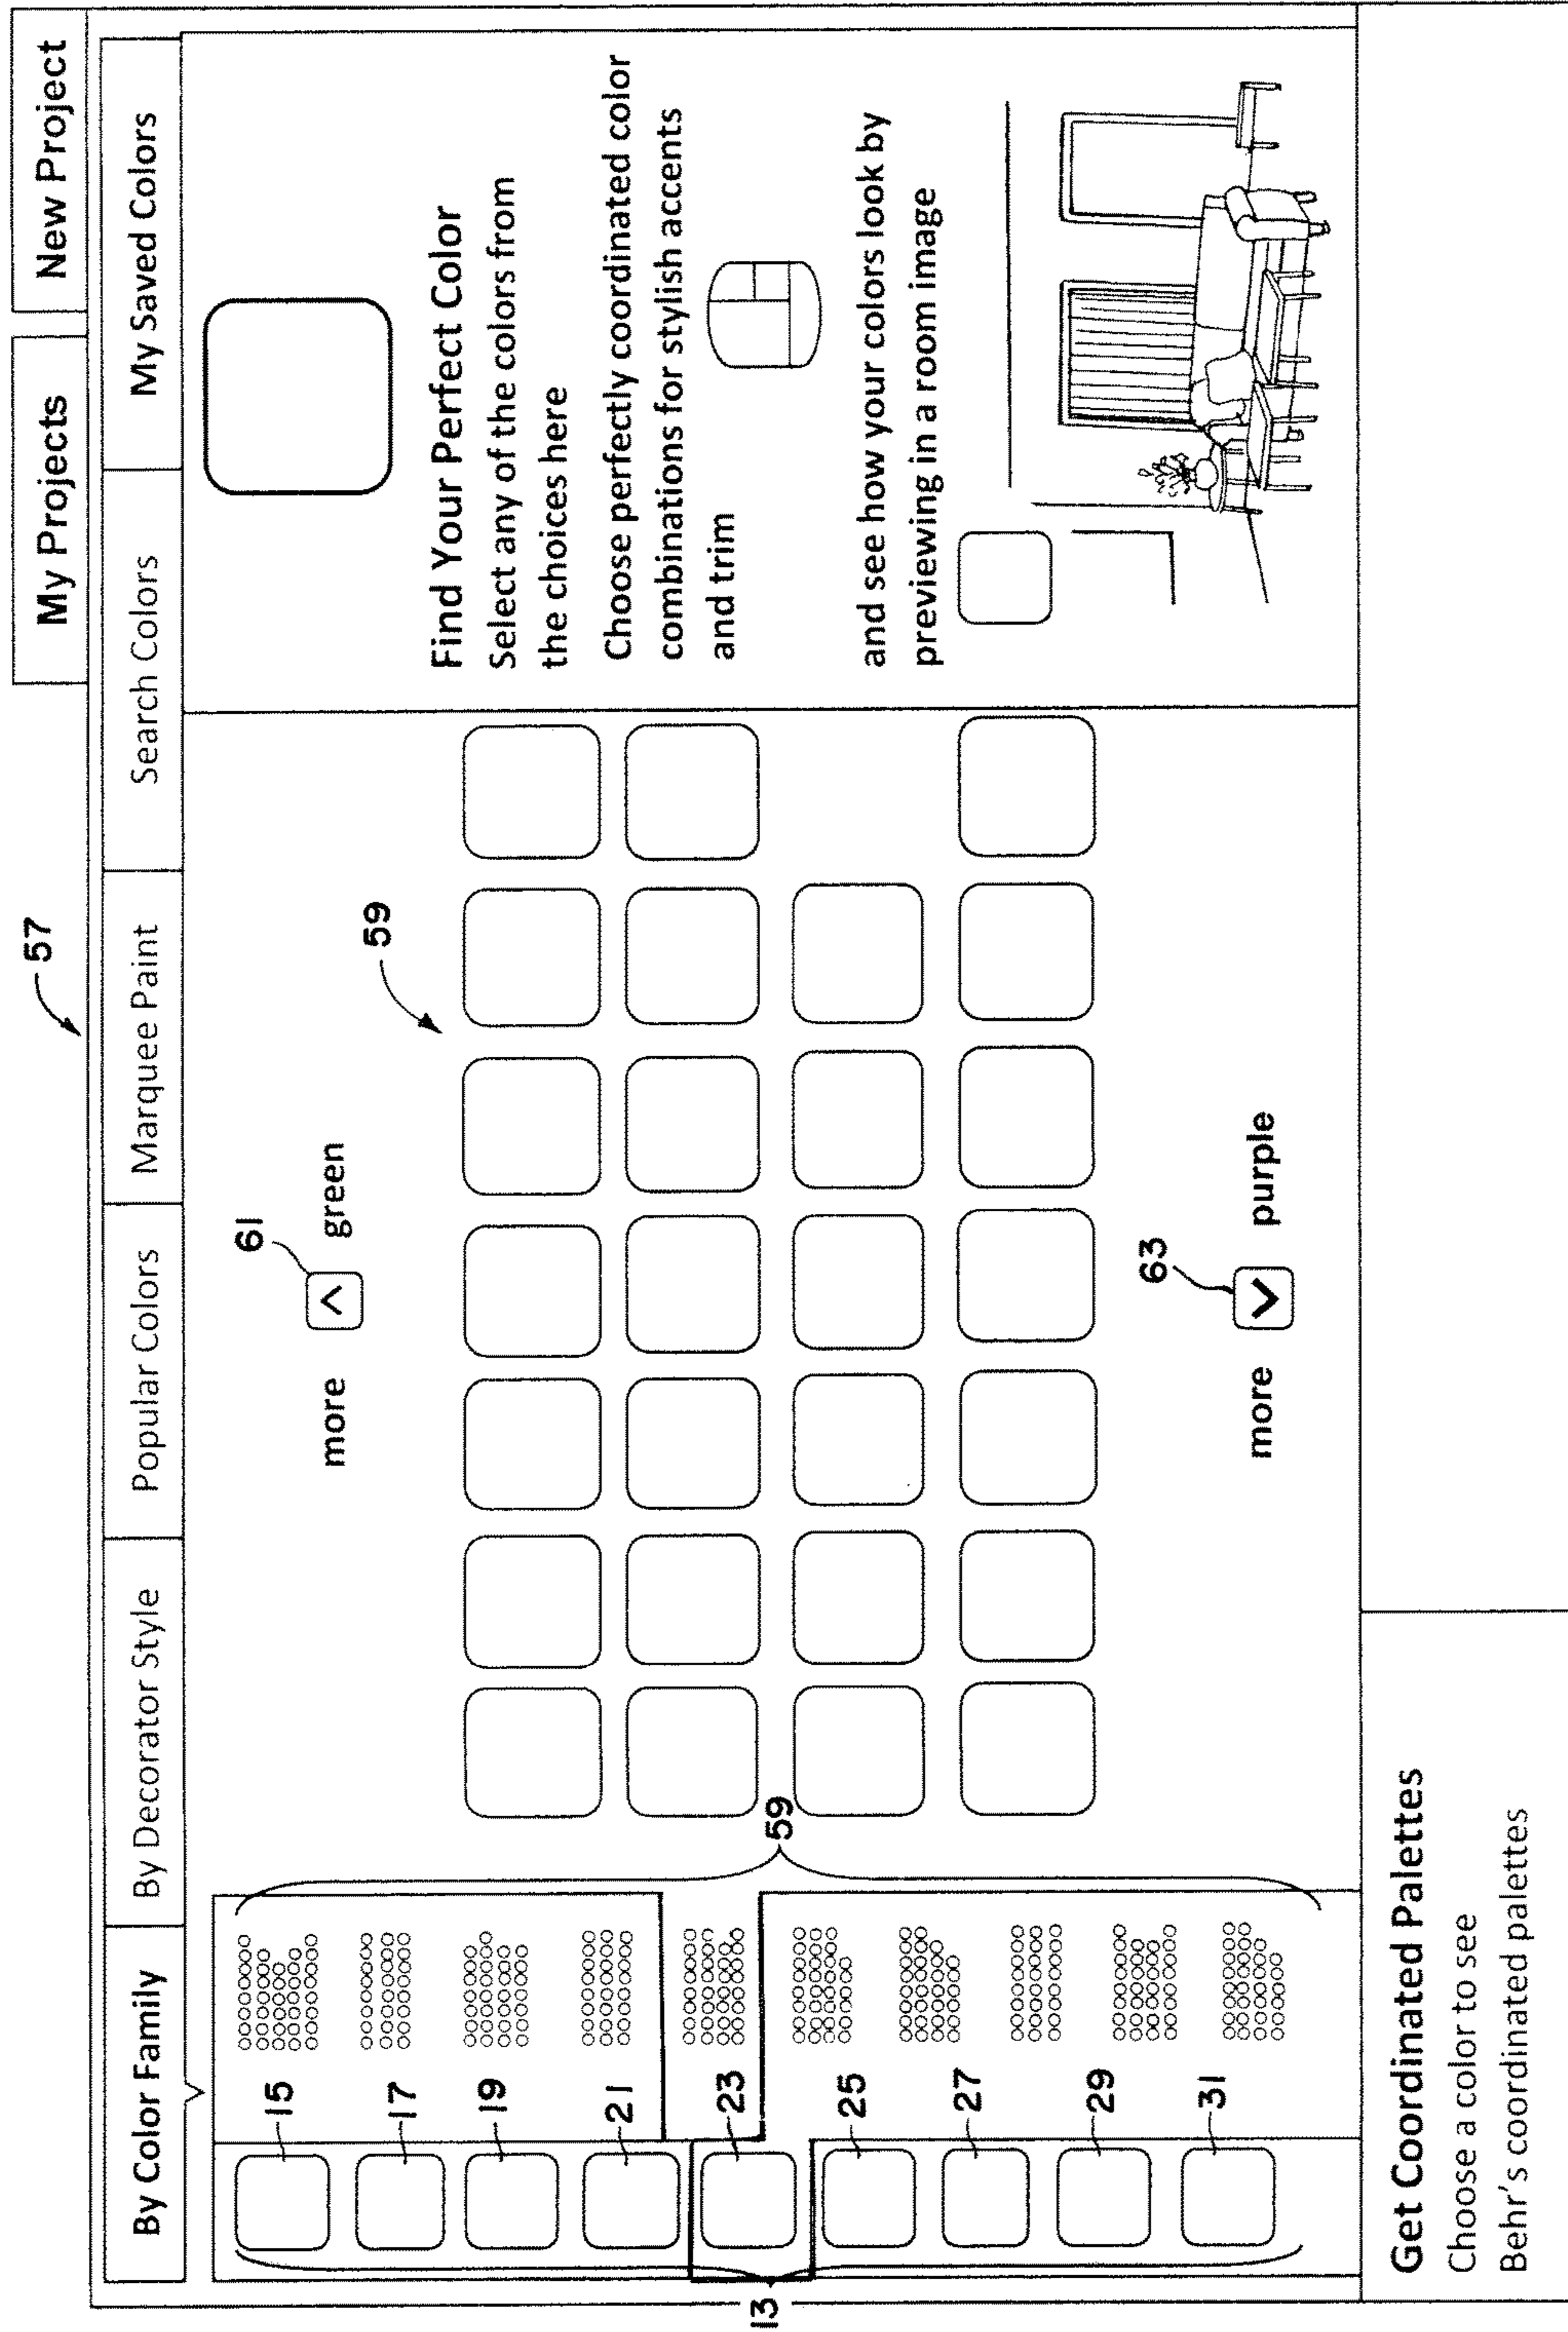 57
My Projects
New Project
By Color Family
By Decorator Style
Popular Colors
Marquee Paint
Search Colors
My Saved Colors
13
15
17
19
21
23
25
27
29
31
59
61
more
green
59
63
more
purple
Find Your Perfect Color
Select any of the colors from
the choices here
Choose perfectly coordinated color
combinations for stylish accents
and trim
and see how your colors look by
previewing in a room image
Get Coordinated Palettes
Choose a color to see
Behr's coordinated palettes